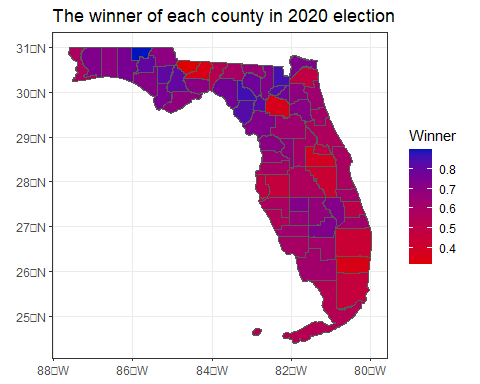 The winner of each county in 2020 election
31□N
30□N
29□N
28□N
27□N
26□N
25□N
88□W
86□W
84□W
82□W
80□W
Winner
0.8
0.7
0.6
0.5
0.4